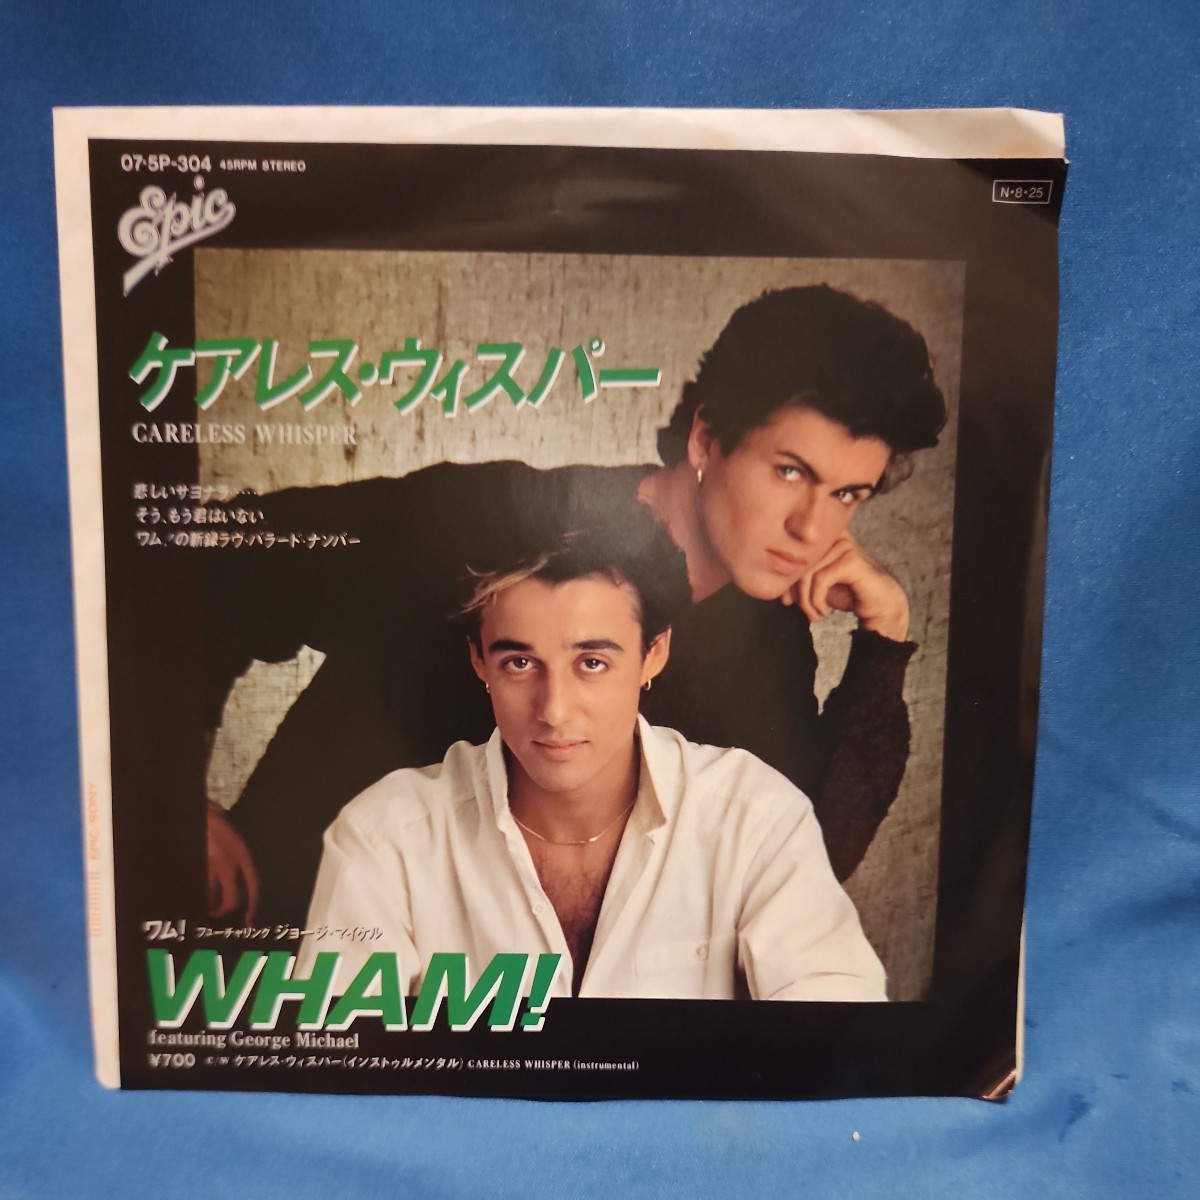 07・5P-304 45RPM STEREO
N・8・25
Epic
ケアレス・ウィスパー
CARELESS WHISPER
悲しいサヨナラ……
そう、もう君はいない
ワム!の新録ラヴ・バラード・ナンバー
EPIC/SONY
ワム! フューチャリング ジョージ・マイケル
WHAM!
featuring George Michael
¥700 c/w ケアレス・ウィスパー(インストゥルメンタル) CARELESS WHISPER (instrumental)